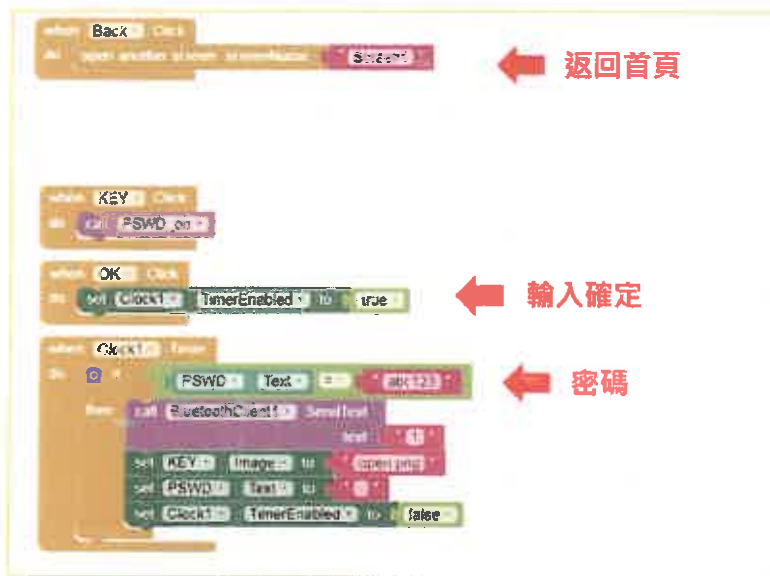 when Back Click
do open another screen screenName "Screen1"
返回首頁
when KEY Click
do call PSWD_on
when OK Click
do set Clock1 . TimerEnabled to true
輸入確定
when Clock1 Timer
do if
PSWD . Text = "abc123"
密碼
then call BluetoothClient1 SendText
text "1"
set KEY . Image to "open.png"
set PSWD . Text to
set Clock1 . TimerEnabled to false